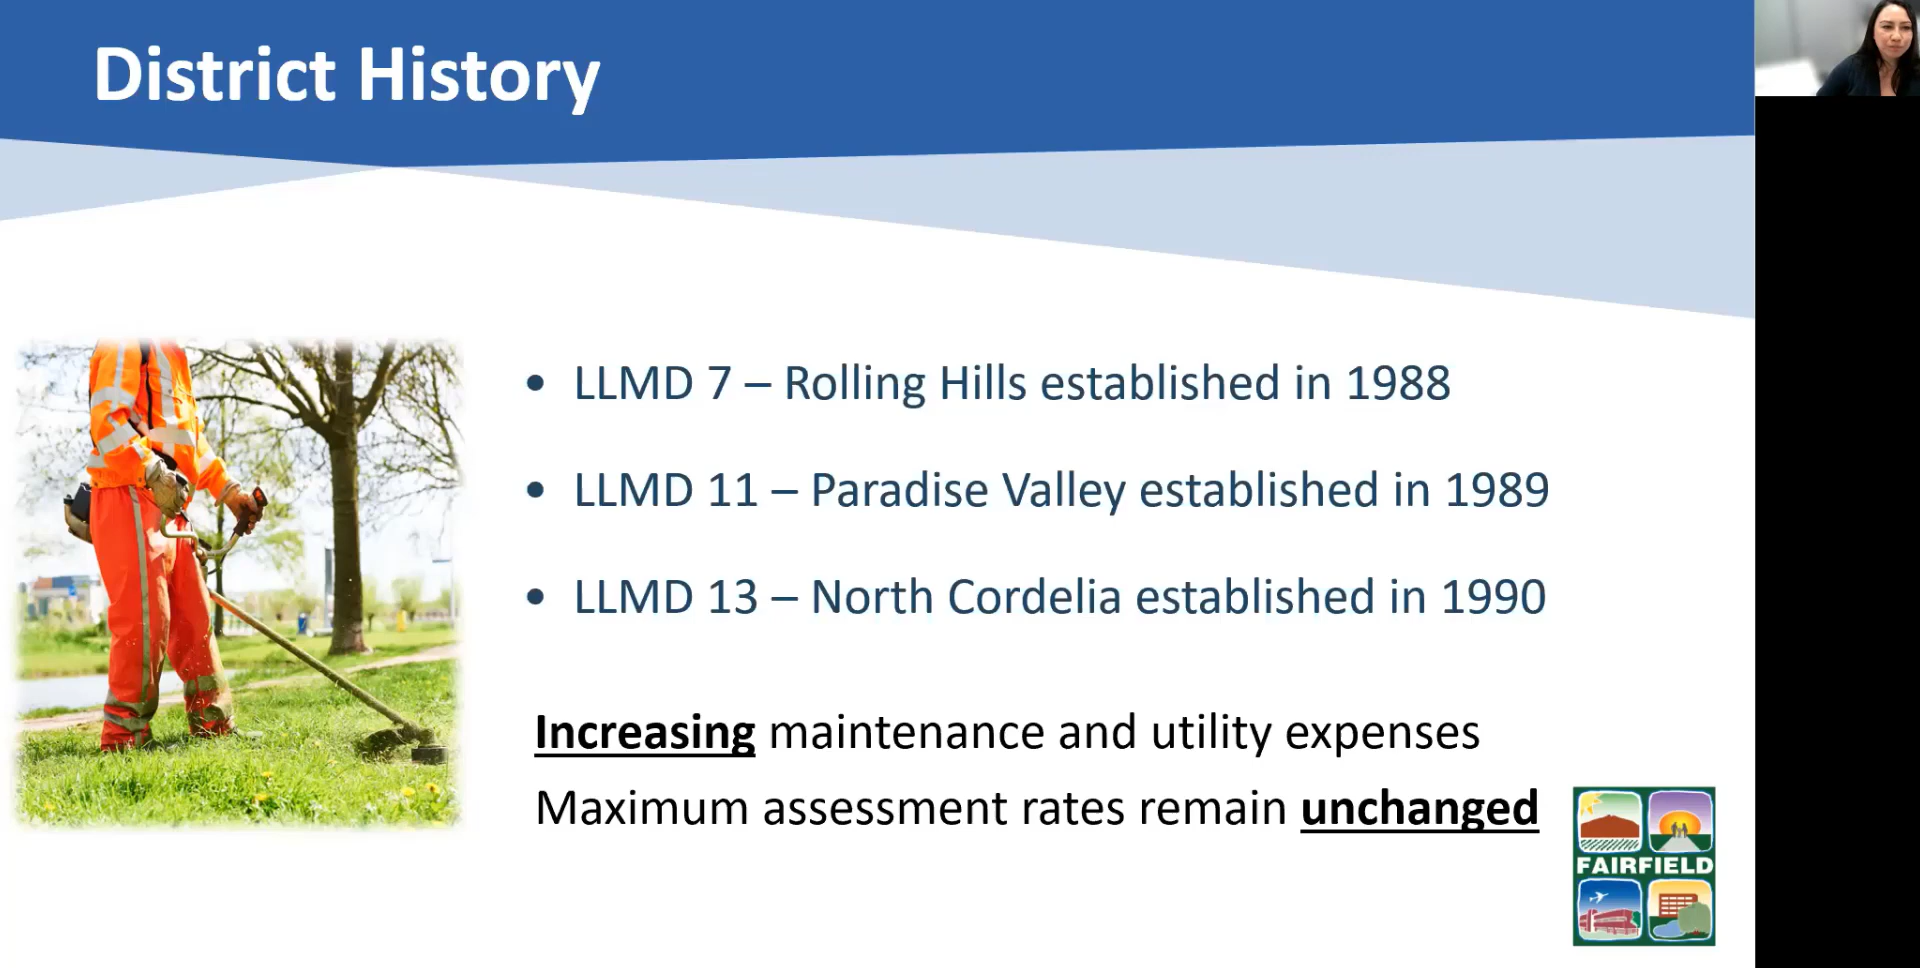 District History
• LLMD 7 – Rolling Hills established in 1988
• LLMD 11 – Paradise Valley established in 1989
• LLMD 13 – North Cordelia established in 1990
Increasing maintenance and utility expenses
Maximum assessment rates remain unchanged
FAIRFIELD